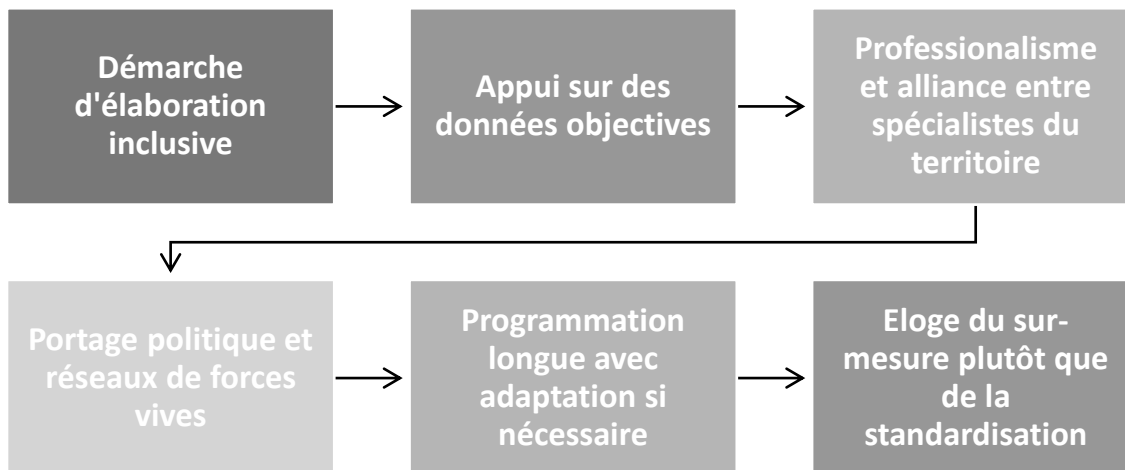 Démarche
d'élaboration
inclusive
Appui sur des
données objectives
Professionalisme
et alliance entre
spécialistes du
territoire
Portage politique et
réseaux de forces
vives
Programmation
longue avec
adaptation si
nécessaire
Eloge du sur-
mesure plutôt que
de la
standardisation